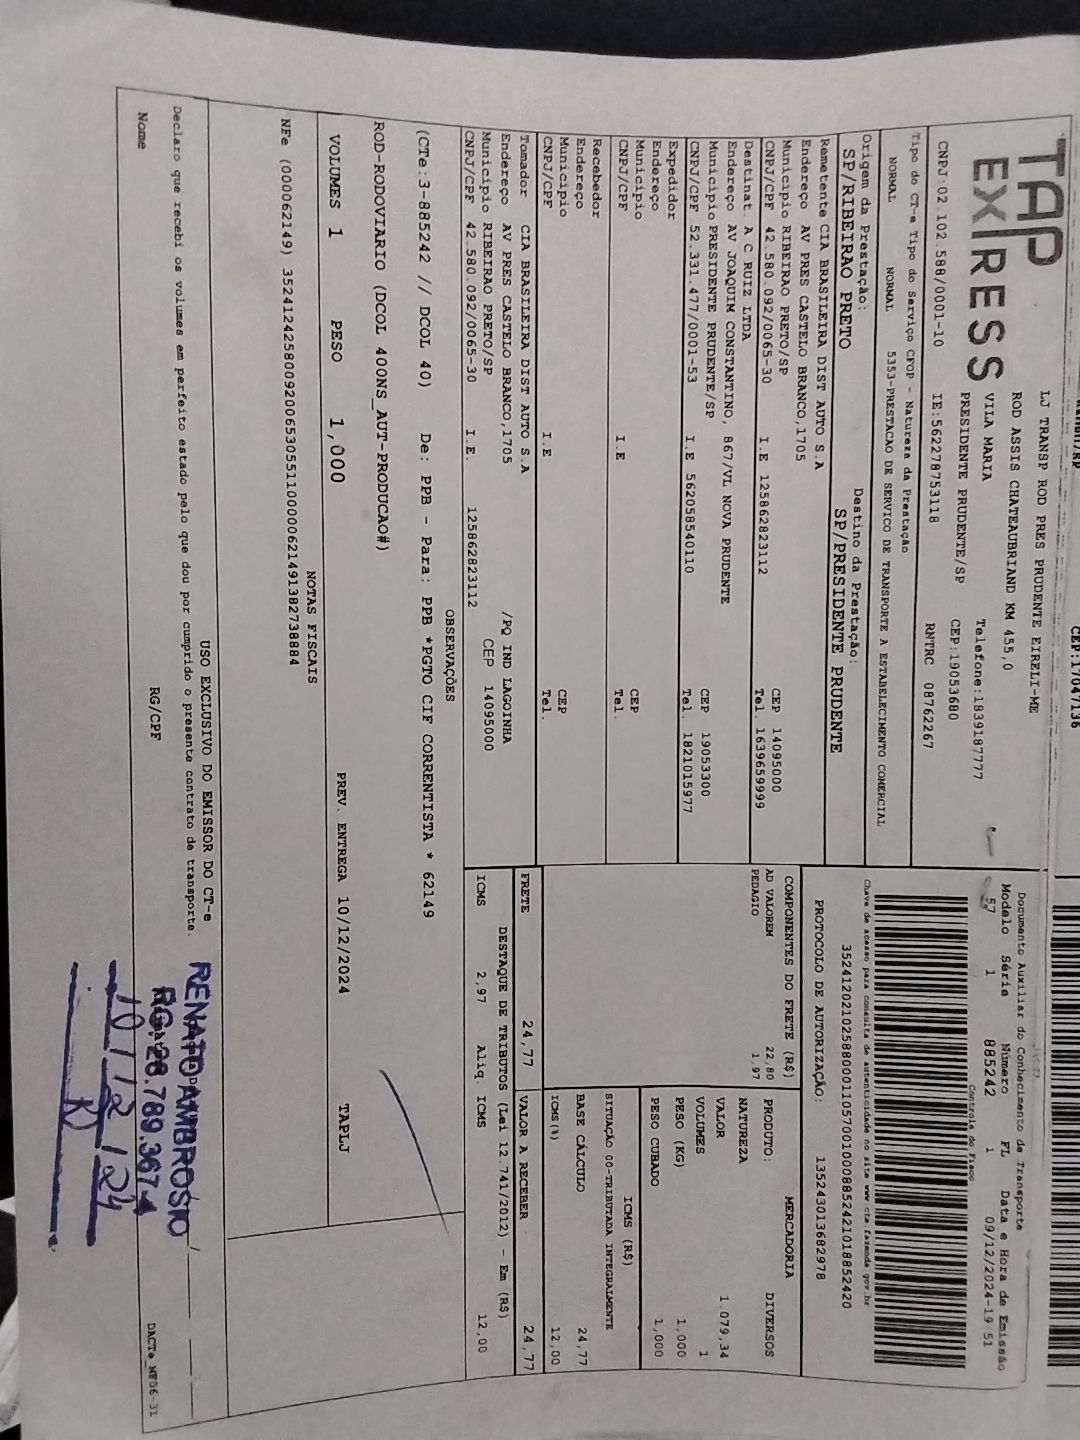 CEP:17047136
TAP
EXPRESS
LJ TRANSP ROD PRES PRUDENTE EIRELI-ME
ROD ASSIS CHATEAUBRIAND KM 455,0
VILA MARIA Telefone:1839187777
PRESIDENTE PRUDENTE/SP CEP:19053680
CNPJ:02.102.588/0001-10 IE:562278753118 RNTRC 08762267
Documento Auxiliar do Conhecimento de Transporte
Modelo Série Número FL Data e Hora de Emissão
57 1 885242 1 09/12/2024-19:51
Controle do Fisco
Tipo do CT-e Tipo do Serviço CFOP - Natureza da Prestação
NORMAL NORMAL 5353-PRESTACAO DE SERVICO DE TRANSPORTE A ESTABELECIMENTO COMERCIAL
Chave de acesso para consulta de autenticidade no site www.cte.fazenda.gov.br
35241202102588000110570010008852421018852420
PROTOCOLO DE AUTORIZAÇÃO: 135243013682978
Origem da Prestação: Destino da Prestação:
SP/RIBEIRAO PRETO SP/PRESIDENTE PRUDENTE
Remetente CIA BRASILEIRA DIST AUTO S.A
Endereço AV PRES CASTELO BRANCO,1705
Município RIBEIRAO PRETO/SP CEP 14095000
CNPJ/CPF 42.580.092/0065-30 I.E 125862823112 Tel. 1639659999
Destinat. A C RUIZ LTDA
Endereço AV JOAQUIM CONSTANTINO, 867/VL NOVA PRUDENTE
Município PRESIDENTE PRUDENTE/SP CEP 19053300
CNPJ/CPF 52.331.477/0001-53 I.E 562058540110 Tel. 1821015977
Expedidor
Endereço
Município CEP
CNPJ/CPF I.E Tel.
Recebedor
Endereço
Município CEP
CNPJ/CPF I.E Tel.
Tomador CIA BRASILEIRA DIST AUTO S.A
Endereço AV PRES CASTELO BRANCO,1705 /PQ IND LAGOINHA
Município RIBEIRAO PRETO/SP CEP 14095000
CNPJ/CPF 42.580.092/0065-30 I.E. 125862823112
COMPONENTES DO FRETE (R$)
AD VALOREM 22,80
PEDAGIO 1,97
MERCADORIA
PRODUTO: DIVERSOS
NATUREZA
VALOR 1.079,34
VOLUMES 1
PESO (KG) 1,000
PESO CUBADO 1,000
ICMS (R$)
SITUAÇÃO 00-TRIBUTADA INTEGRALMENTE
BASE CÁLCULO 24,77
ICMS(%) 12,00
FRETE 24,77 VALOR A RECEBER 24,77
DESTAQUE DE TRIBUTOS (Lei 12.741/2012) - Em (R$)
ICMS 2,97 Aliq. ICMS 12,00
OBSERVAÇÕES
(CTe:3-885242 // DCOL 40) De: PPB - Para: PPB *PGTO CIF CORRENTISTA * 62149
ROD-RODOVIARIO (DCOL 400NS_AUT-PRODUCAO#)
VOLUMES 1 PESO 1,000 PREV. ENTREGA 10/12/2024 TAPLJ
NOTAS FISCAIS
NFe (000062149) 35241242580092006530551100000621491382738884
USO EXCLUSIVO DO EMISSOR DO CT-e
Declaro que recebi os volumes em perfeito estado pelo que dou por cumprido o presente contrato de transporte.
Nome RG/CPF
RENATO AMBROSIO
RG 28.789.367-4
10/12/24
DACTe MF06-31